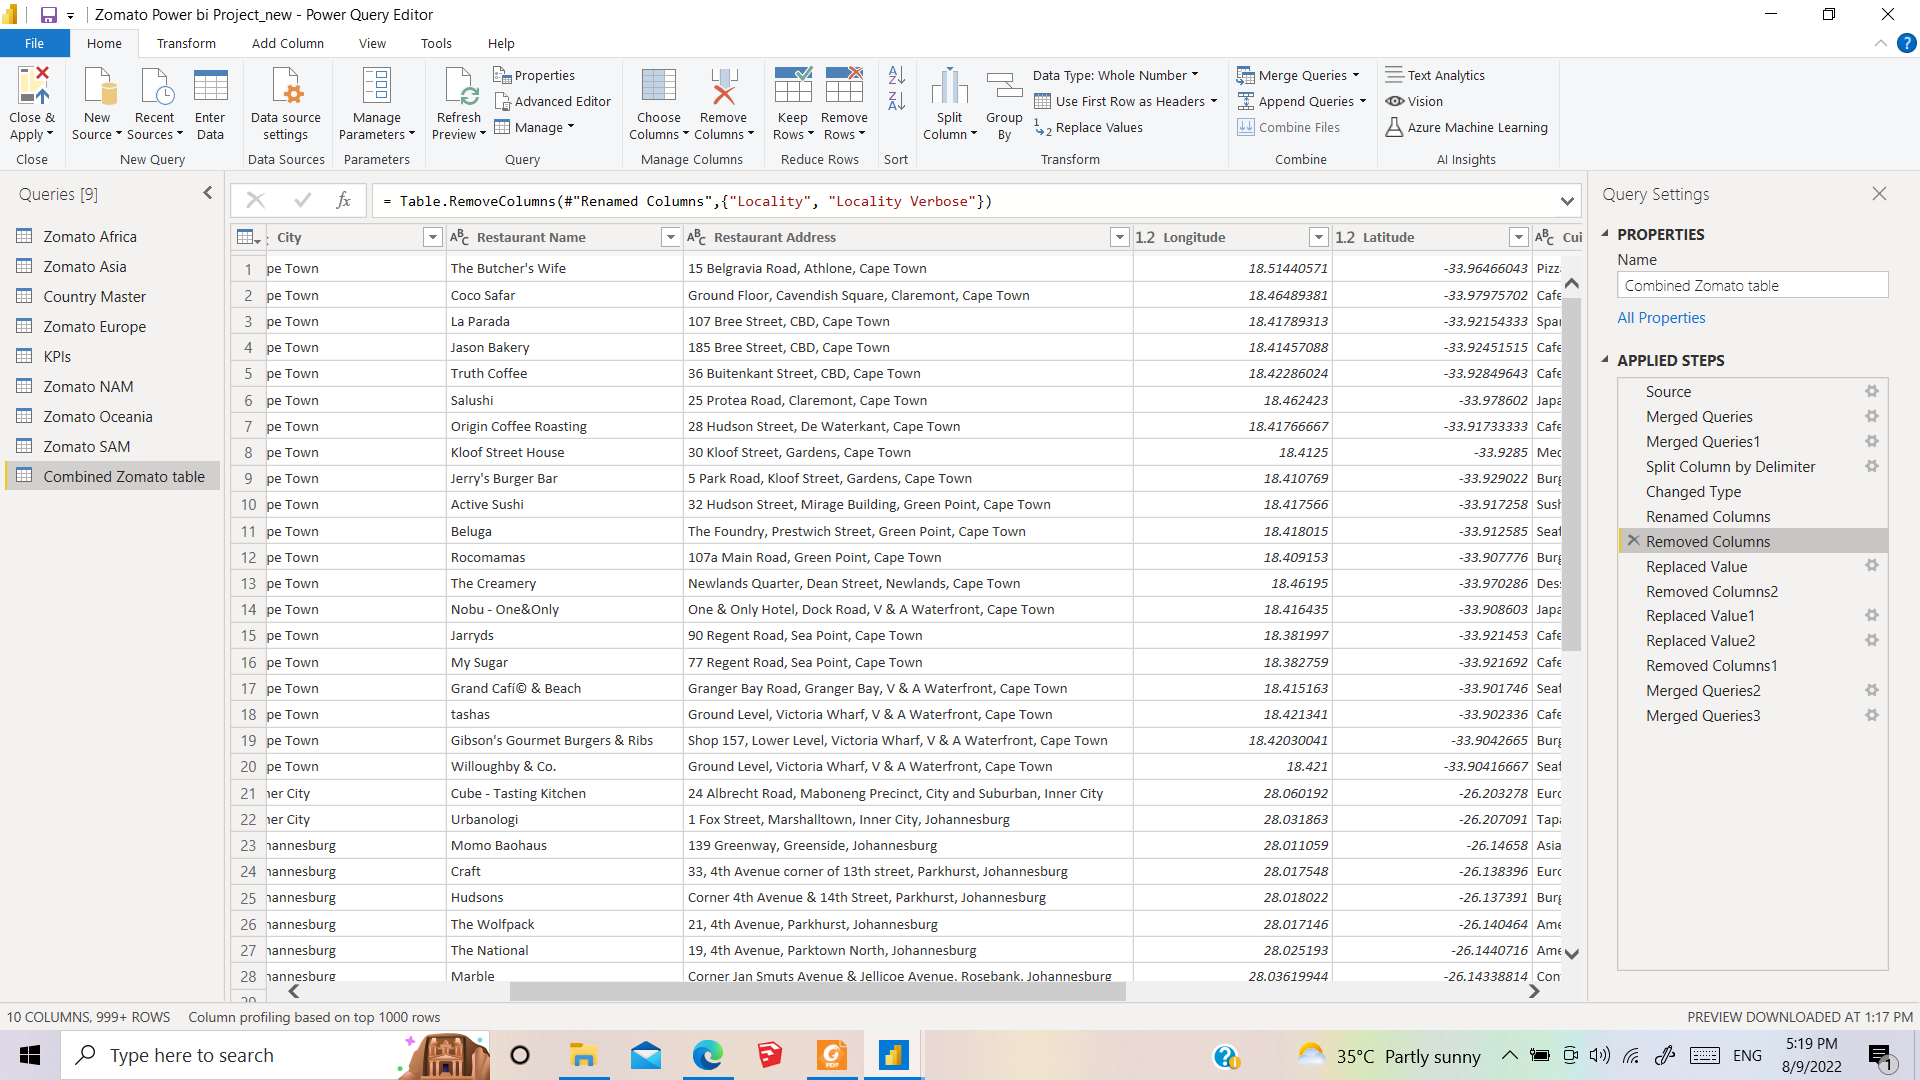 Zomato Power bi Project_new - Power Query Editor
File Home Transform Add Column View Tools Help
Close & Apply
Close
New Source
Recent Sources
Enter Data
New Query
Data source settings
Data Sources
Manage Parameters
Parameters
Refresh Preview
Properties
Advanced Editor
Manage
Query
Choose Columns
Remove Columns
Manage Columns
Keep Rows
Remove Rows
Reduce Rows
Sort
Split Column
Group By
Data Type: Whole Number
Use First Row as Headers
Replace Values
Transform
Merge Queries
Append Queries
Combine Files
Combine
Text Analytics
Vision
Azure Machine Learning
AI Insights
Queries [9]
Zomato Africa
Zomato Asia
Country Master
Zomato Europe
KPIs
Zomato NAM
Zomato Oceania
Zomato SAM
Combined Zomato table
fx = Table.RemoveColumns(#"Renamed Columns",{"Locality", "Locality Verbose"})
City ABC Restaurant Name ABC Restaurant Address 1.2 Longitude 1.2 Latitude ABC Cui
1 pe Town The Butcher's Wife 15 Belgravia Road, Athlone, Cape Town 18.51440571 -33.96466043 Pizz
2 pe Town Coco Safar Ground Floor, Cavendish Square, Claremont, Cape Town 18.46489381 -33.97975702 Cafe
3 pe Town La Parada 107 Bree Street, CBD, Cape Town 18.41789313 -33.92154333 Spa
4 pe Town Jason Bakery 185 Bree Street, CBD, Cape Town 18.41457088 -33.92451515 Cafe
5 pe Town Truth Coffee 36 Buitenkant Street, CBD, Cape Town 18.42286024 -33.92849643 Cafe
6 pe Town Salushi 25 Protea Road, Claremont, Cape Town 18.462423 -33.978602 Japa
7 pe Town Origin Coffee Roasting 28 Hudson Street, De Waterkant, Cape Town 18.41766667 -33.91733333 Cafe
8 pe Town Kloof Street House 30 Kloof Street, Gardens, Cape Town 18.4125 -33.9285 Med
9 pe Town Jerry's Burger Bar 5 Park Road, Kloof Street, Gardens, Cape Town 18.410769 -33.929022 Burg
10 pe Town Active Sushi 32 Hudson Street, Mirage Building, Green Point, Cape Town 18.417566 -33.917258 Sush
11 pe Town Beluga The Foundry, Prestwich Street, Green Point, Cape Town 18.418015 -33.912585 Seaf
12 pe Town Rocomamas 107a Main Road, Green Point, Cape Town 18.409153 -33.907776 Burg
13 pe Town The Creamery Newlands Quarter, Dean Street, Newlands, Cape Town 18.46195 -33.970286 Des
14 pe Town Nobu - One&Only One & Only Hotel, Dock Road, V & A Waterfront, Cape Town 18.416435 -33.908603 Japa
15 pe Town Jarryds 90 Regent Road, Sea Point, Cape Town 18.381997 -33.921453 Cafe
16 pe Town My Sugar 77 Regent Road, Sea Point, Cape Town 18.382759 -33.921692 Cafe
17 pe Town Grand Cafí© & Beach Granger Bay Road, Granger Bay, V & A Waterfront, Cape Town 18.415163 -33.901746 Seaf
18 pe Town tashas Ground Level, Victoria Wharf, V & A Waterfront, Cape Town 18.421341 -33.902336 Cafe
19 pe Town Gibson's Gourmet Burgers & Ribs Shop 157, Lower Level, Victoria Wharf, V & A Waterfront, Cape Town 18.42030041 -33.9042665 Burg
20 pe Town Willoughby & Co. Ground Level, Victoria Wharf, V & A Waterfront, Cape Town 18.421 -33.90416667 Seaf
21 ner City Cube - Tasting Kitchen 24 Albrecht Road, Maboneng Precinct, City and Suburban, Inner City 28.060192 -26.203278 Euro
22 ner City Urbanologi 1 Fox Street, Marshalltown, Inner City, Johannesburg 28.031863 -26.207091 Tapa
23 hannesburg Momo Baohaus 139 Greenway, Greenside, Johannesburg 28.011059 -26.14658 Asia
24 hannesburg Craft 33, 4th Avenue corner of 13th street, Parkhurst, Johannesburg 28.017548 -26.138396 Euro
25 hannesburg Hudsons Corner 4th Avenue & 14th Street, Parkhurst, Johannesburg 28.018022 -26.137391 Burg
26 hannesburg The Wolfpack 21, 4th Avenue, Parkhurst, Johannesburg 28.017146 -26.140464 Ame
27 hannesburg The National 19, 4th Avenue, Parktown North, Johannesburg 28.025193 -26.1440716 Ame
28 hannesburg Marble Corner Jan Smuts Avenue & Jellicoe Avenue, Rosebank, Johannesburg 28.03619944 -26.14338814 Con
29
Query Settings
PROPERTIES
Name
Combined Zomato table
All Properties
APPLIED STEPS
Source
Merged Queries
Merged Queries1
Split Column by Delimiter
Changed Type
Renamed Columns
Removed Columns
Replaced Value
Removed Columns2
Replaced Value1
Replaced Value2
Removed Columns1
Merged Queries2
Merged Queries3
10 COLUMNS, 999+ ROWS Column profiling based on top 1000 rows PREVIEW DOWNLOADED AT 1:17 PM
Type here to search
35°C Partly sunny
ENG
5:19 PM
8/9/2022
1